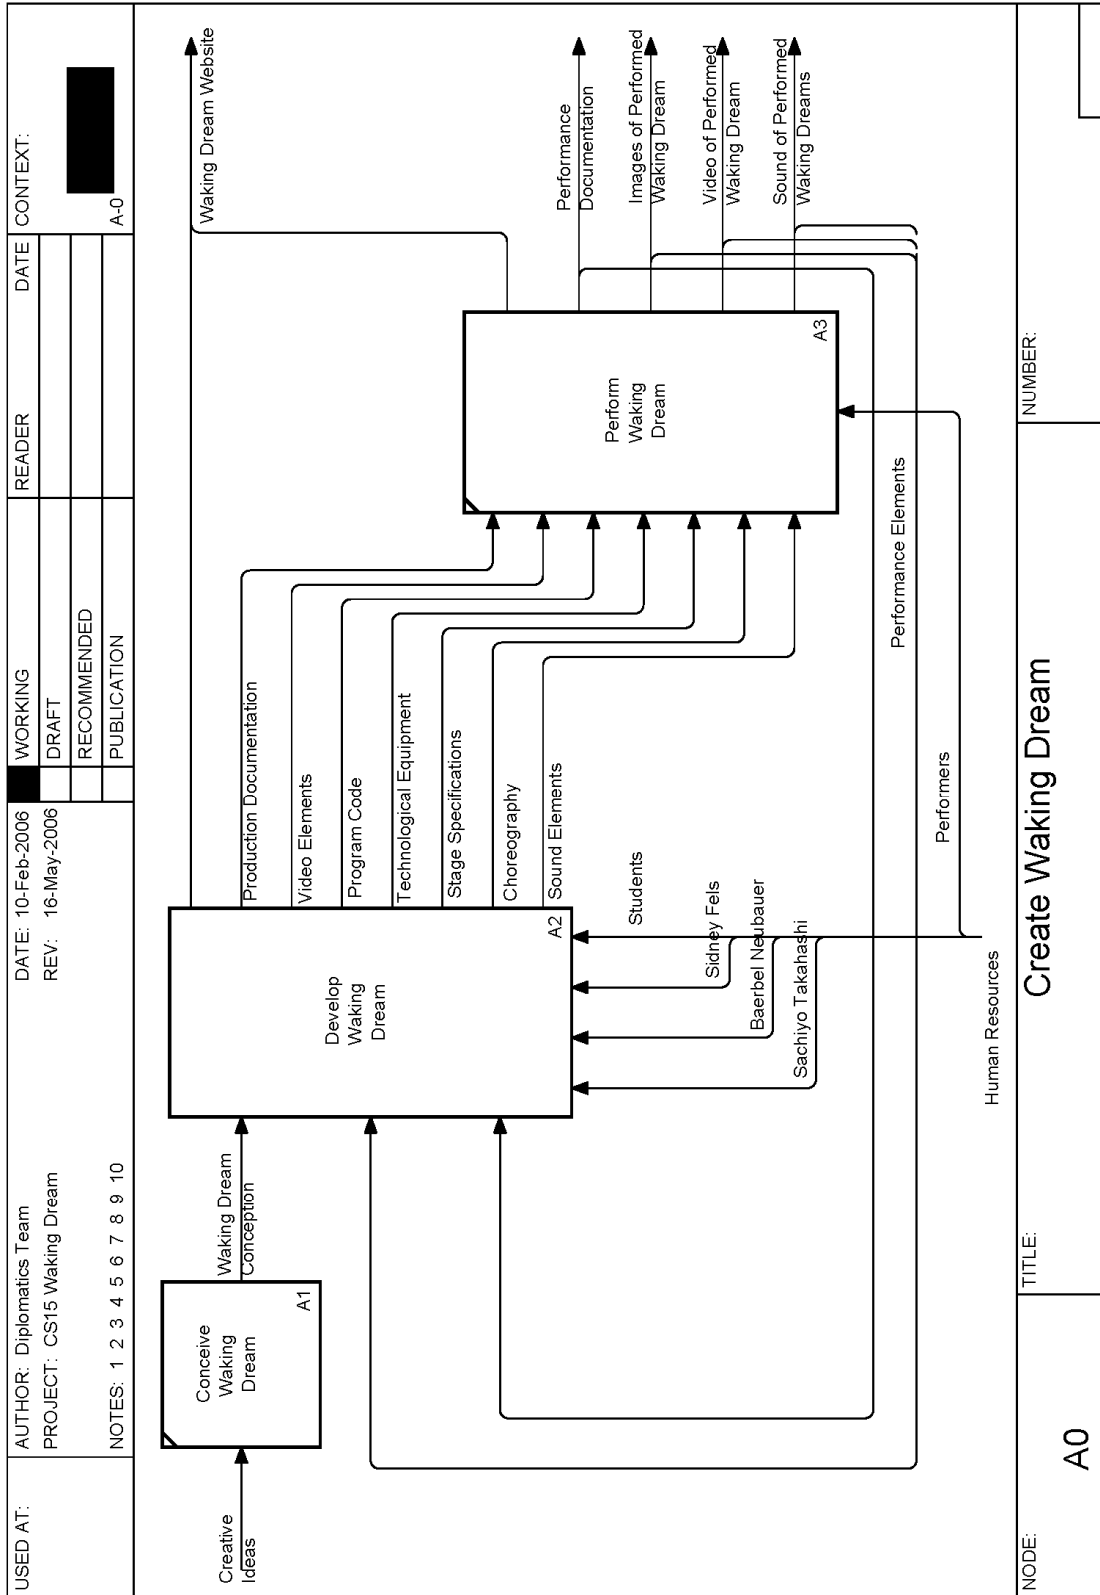 USED AT:
AUTHOR: Diplomatics Team
PROJECT: CS15 Waking Dream
NOTES: 1 2 3 4 5 6 7 8 9 10
DATE: 10-Feb-2006
REV: 16-May-2006
WORKING
DRAFT
RECOMMENDED
PUBLICATION
READER
DATE
CONTEXT:
A-0
Creative
Ideas
Conceive
Waking
Dream
A1
Waking Dream
Conception
Develop
Waking
Dream
A2
Production Documentation
Video Elements
Program Code
Technological Equipment
Stage Specifications
Choreography
Sound Elements
Students
Sidney Fels
Baerbel Neubauer
Sachiyo Takahashi
Human Resources
Performers
Performance Elements
Perform
Waking
Dream
A3
Waking Dream Website
Performance
Documentation
Images of Performed
Waking Dream
Video of Performed
Waking Dream
Sound of Performed
Waking Dreams
NODE:
A0
TITLE:
Create Waking Dream
NUMBER: